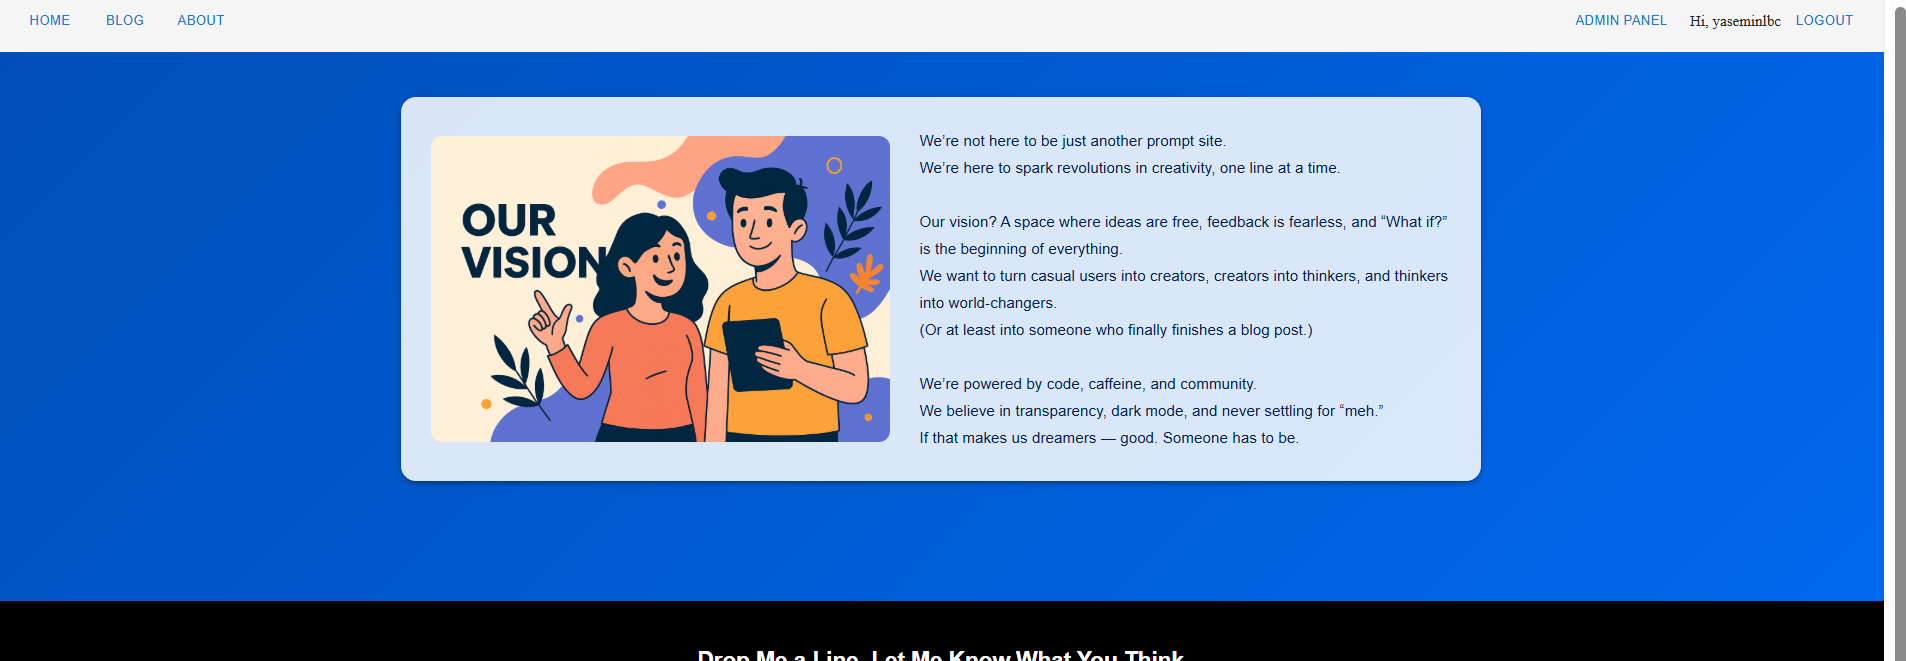 HOME BLOG ABOUT ADMIN PANEL Hi, yaseminlbc LOGOUT
OUR
VISION
We’re not here to be just another prompt site.
We’re here to spark revolutions in creativity, one line at a time.
Our vision? A space where ideas are free, feedback is fearless, and “What if?”
is the beginning of everything.
We want to turn casual users into creators, creators into thinkers, and thinkers
into world-changers.
(Or at least into someone who finally finishes a blog post.)
We’re powered by code, caffeine, and community.
We believe in transparency, dark mode, and never settling for “meh.”
If that makes us dreamers — good. Someone has to be.
Drop Me a Line, Let Me Know What You Think